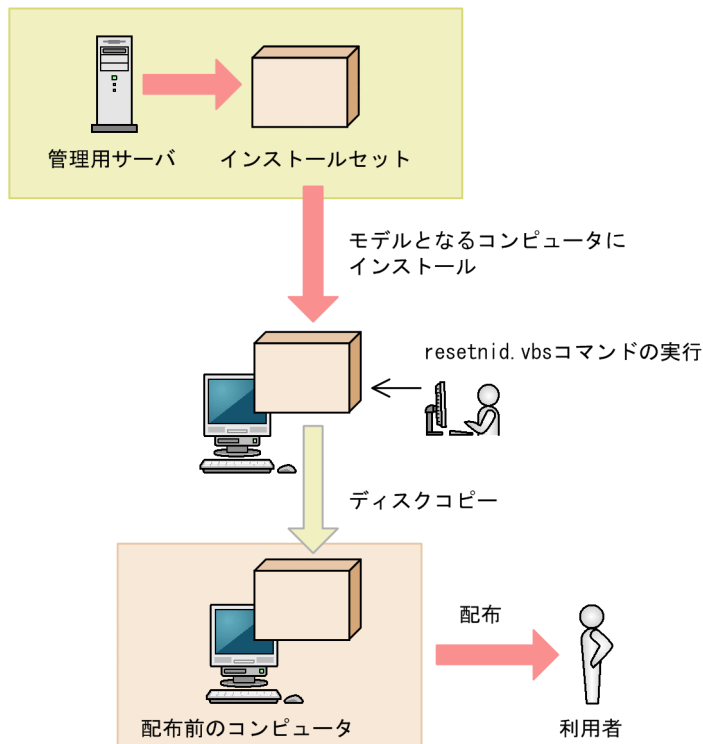 管理用サーバ
インストールセット
モデルとなるコンピュータに
インストール
resetnid.vbsコマンドの実行
ディスクコピー
配布
配布前のコンピュータ
利用者